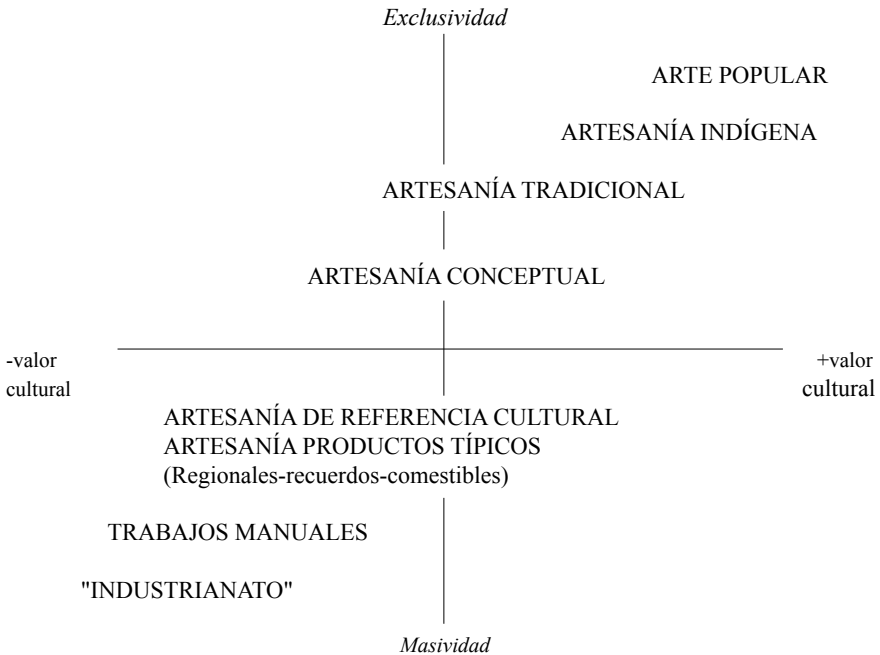 Exclusividad
ARTE POPULAR
ARTESANÍA INDÍGENA
ARTESANÍA TRADICIONAL
ARTESANÍA CONCEPTUAL
-valor
cultural
+valor
cultural
ARTESANÍA DE REFERENCIA CULTURAL
ARTESANÍA PRODUCTOS TÍPICOS
(Regionales-recuerdos-comestibles)
TRABAJOS MANUALES
"INDUSTRIANATO"
Masividad